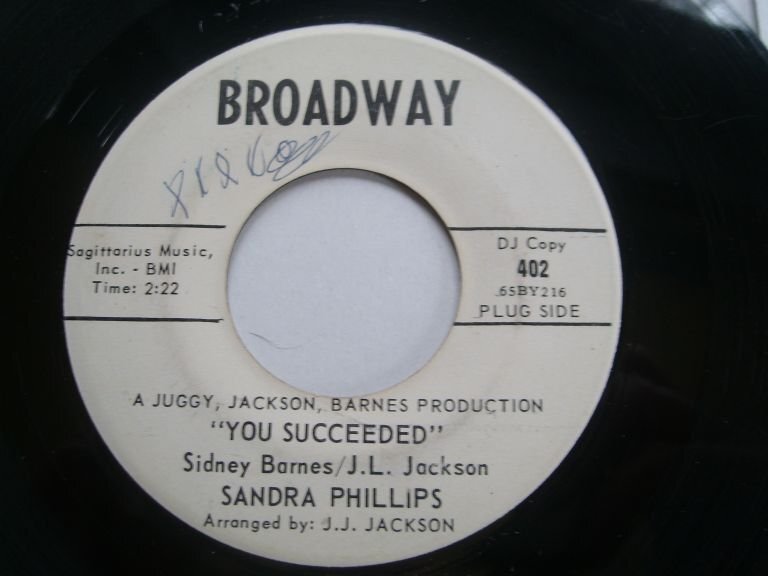 BROADWAY
Sagittarius Music,
Inc. - BMI
Time: 2:22
DJ Copy
402
65BY216
PLUG SIDE
A JUGGY, JACKSON, BARNES PRODUCTION
"YOU SUCCEEDED"
Sidney Barnes/J.L. Jackson
SANDRA PHILLIPS
Arranged by: J.J. JACKSON